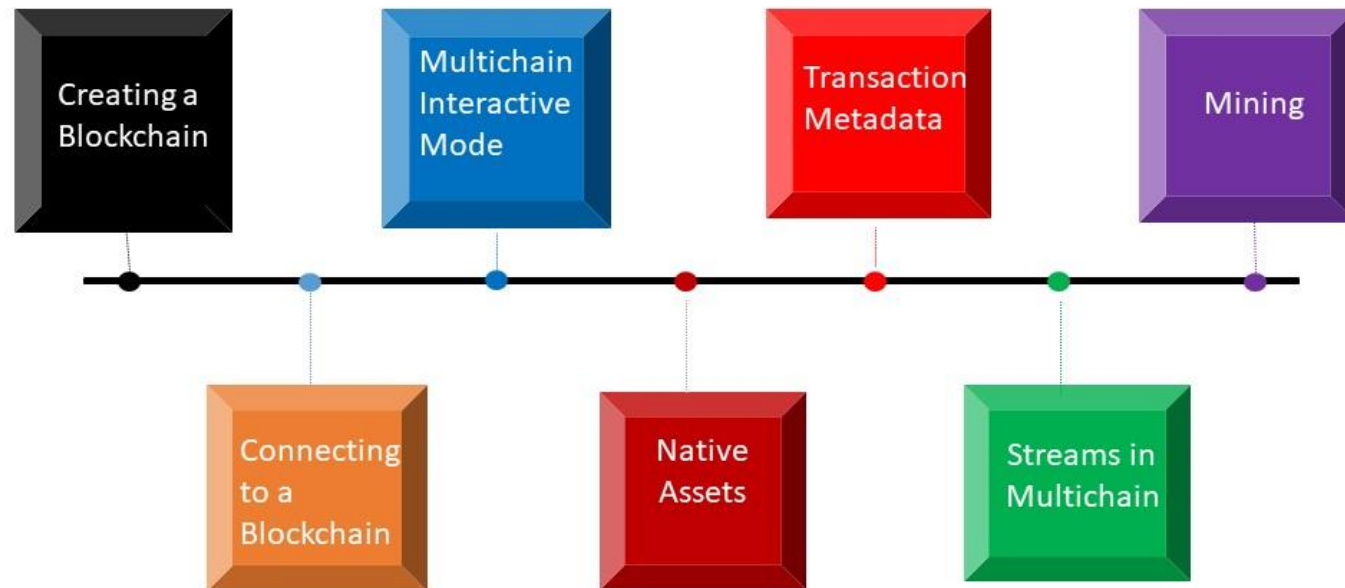 Creating a
Blockchain
Connecting
to a
Blockchain
Multichain
Interactive
Mode
Native
Assets
Transaction
Metadata
Streams in
Multichain
Mining